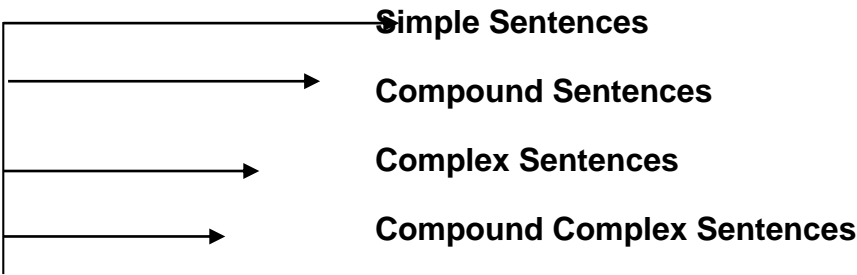 Simple Sentences
Compound Sentences
Complex Sentences
Compound Complex Sentences